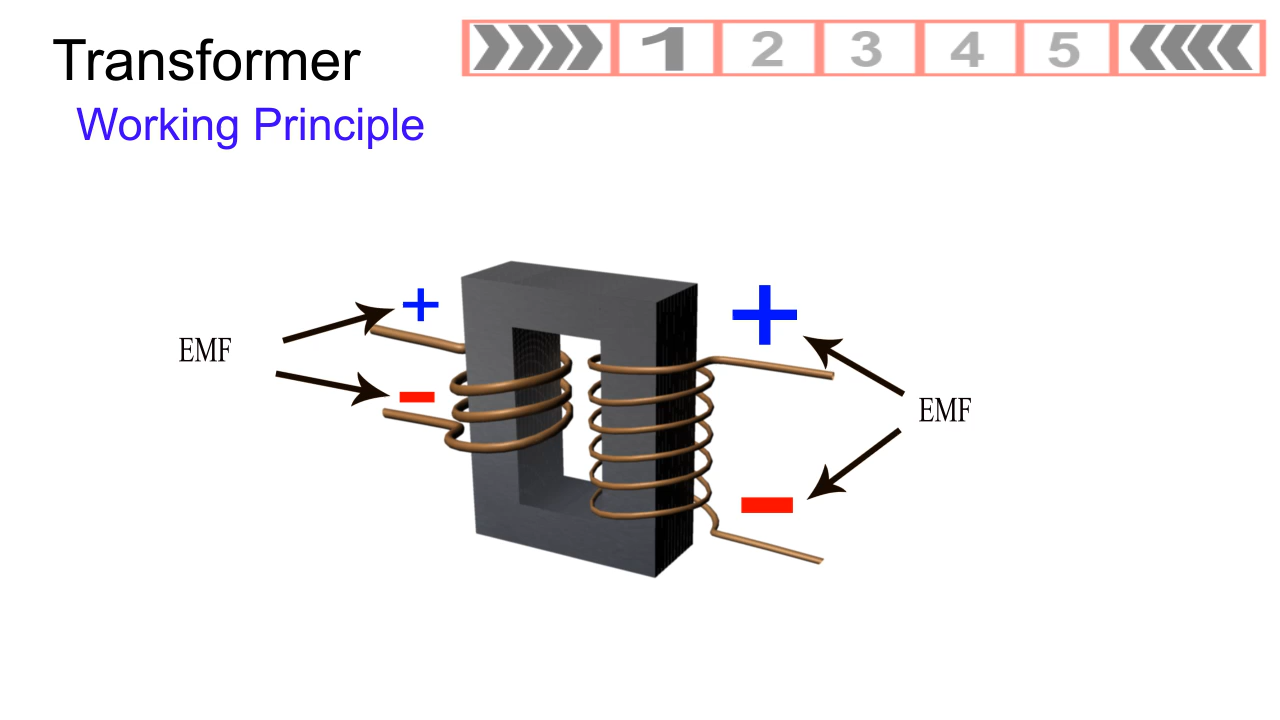 Transformer
1 2 3 4 5
Working Principle
+
+
EMF
-
EMF
-